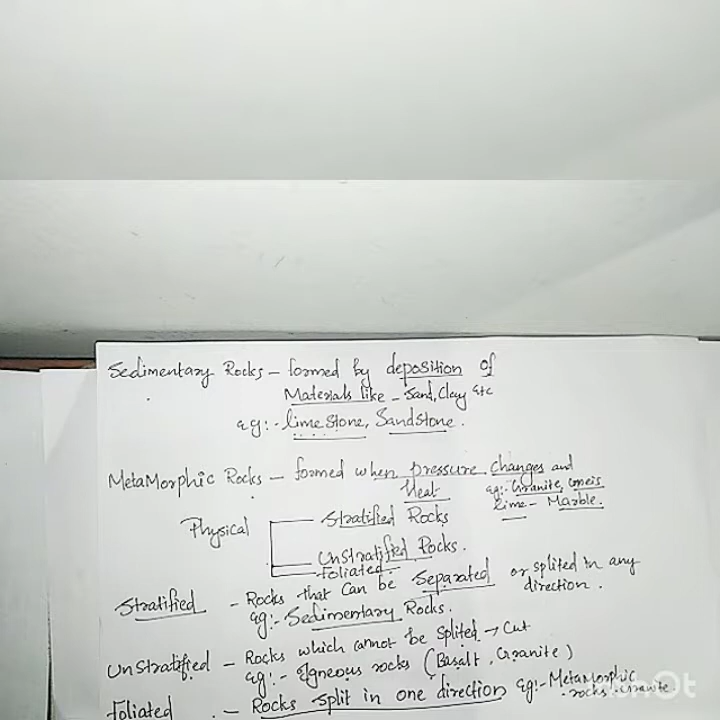 Sedimentary Rocks – formed by deposition of
Materials like – Sand, Clay etc
eg:- lime stone, Sandstone.
MetaMorphic Rocks – formed when pressure changes and
Heat
eg:- Granite, Gneis
lime – Marble.
Physical
Stratified Rocks
UnStratified Rocks.
Foliated –
Stratified – Rocks that Can be Separated or splited in any
direction.
eg:- Sedimentary Rocks.
UnStratified – Rocks which cannot be splited → Cut
eg:- Igneous rocks (Basalt, Granite)
Foliated – Rocks split in one direction eg:- MetaMorphic
rocks. Granite